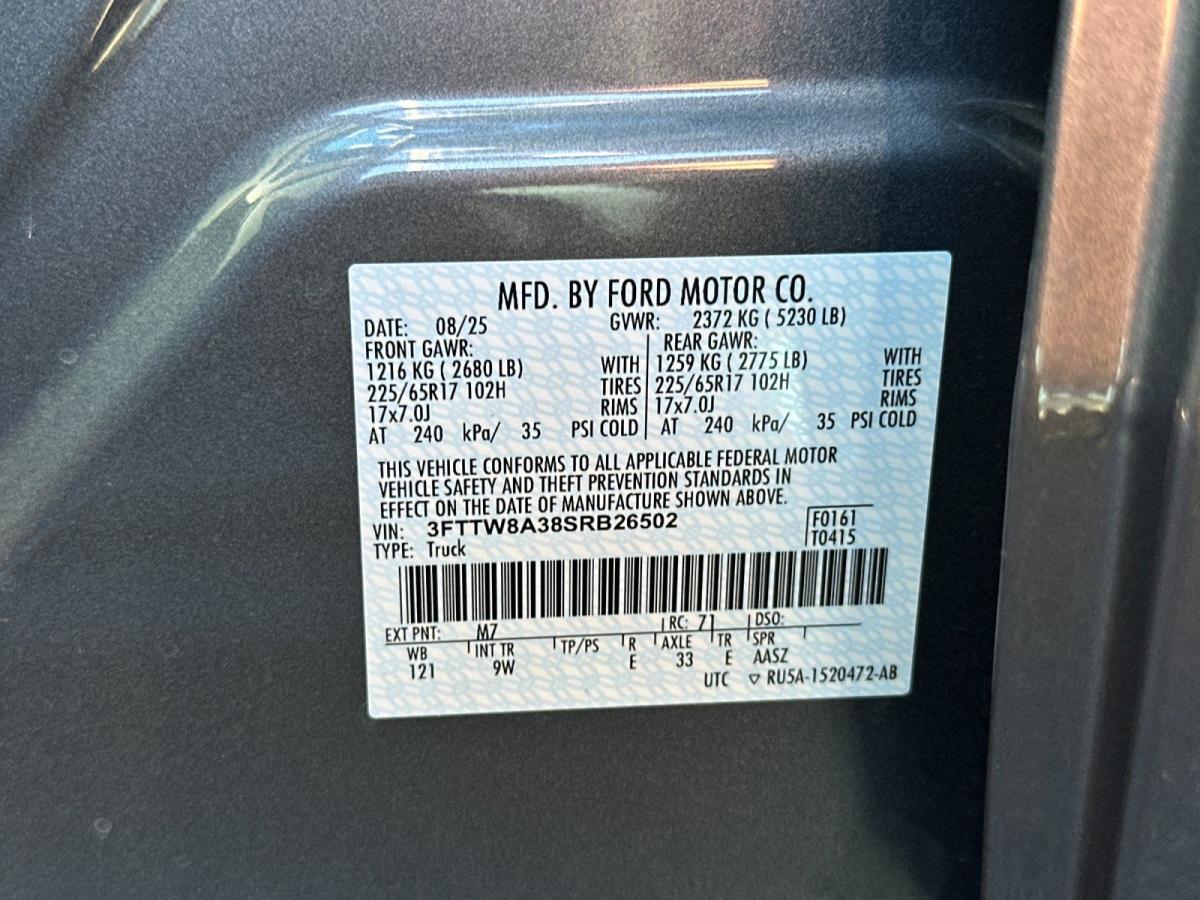 MFD. BY FORD MOTOR CO.
DATE: 08/25 GVWR: 2372 KG ( 5230 LB)
FRONT GAWR: REAR GAWR:
1216 KG ( 2680 LB) WITH 1259 KG ( 2775 LB) WITH
225/65R17 102H TIRES 225/65R17 102H TIRES
17x7.0J RIMS 17x7.0J RIMS
AT 240 kPa/ 35 PSI COLD AT 240 kPa/ 35 PSI COLD
THIS VEHICLE CONFORMS TO ALL APPLICABLE FEDERAL MOTOR
VEHICLE SAFETY AND THEFT PREVENTION STANDARDS IN
EFFECT ON THE DATE OF MANUFACTURE SHOWN ABOVE.
VIN: 3FTTW8A38SRB26502 F0161
TYPE: Truck T0415
EXT PNT: M7 RC: 71 DSO:
WB INT TR TP/PS R AXLE TR SPR
121 9W E 33 E AASZ
UTC ▽ RU5A-1520472-AB